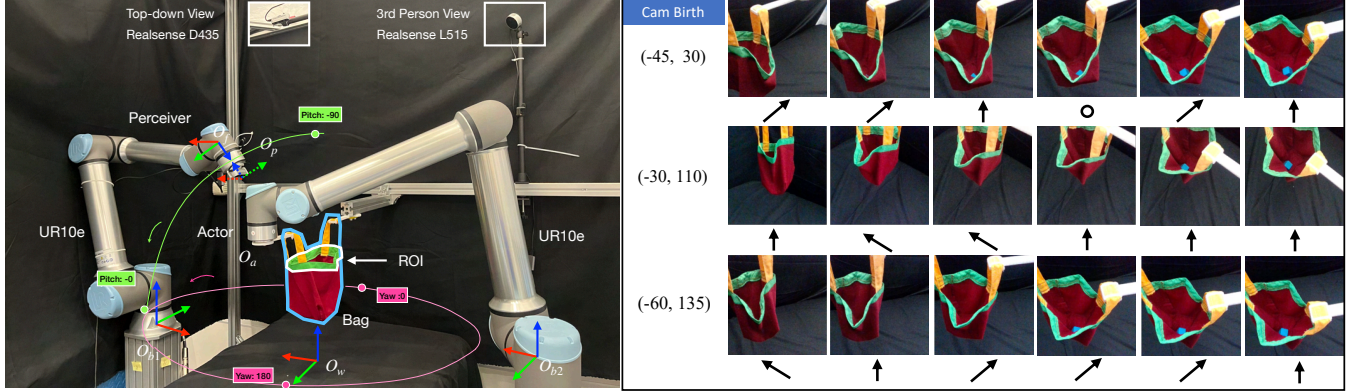 Top-down View
Realsense D435
3rd Person View
Realsense L515
Pitch: -90
Perceiver
O_r
O_p
UR10e
Actor
UR10e
O_a
ROI
Pitch: -0
Yaw :0
Bag
O_b1
O_w
O_b2
Yaw: 180
Cam Birth
(-45, 30)
(-30, 110)
(-60, 135)